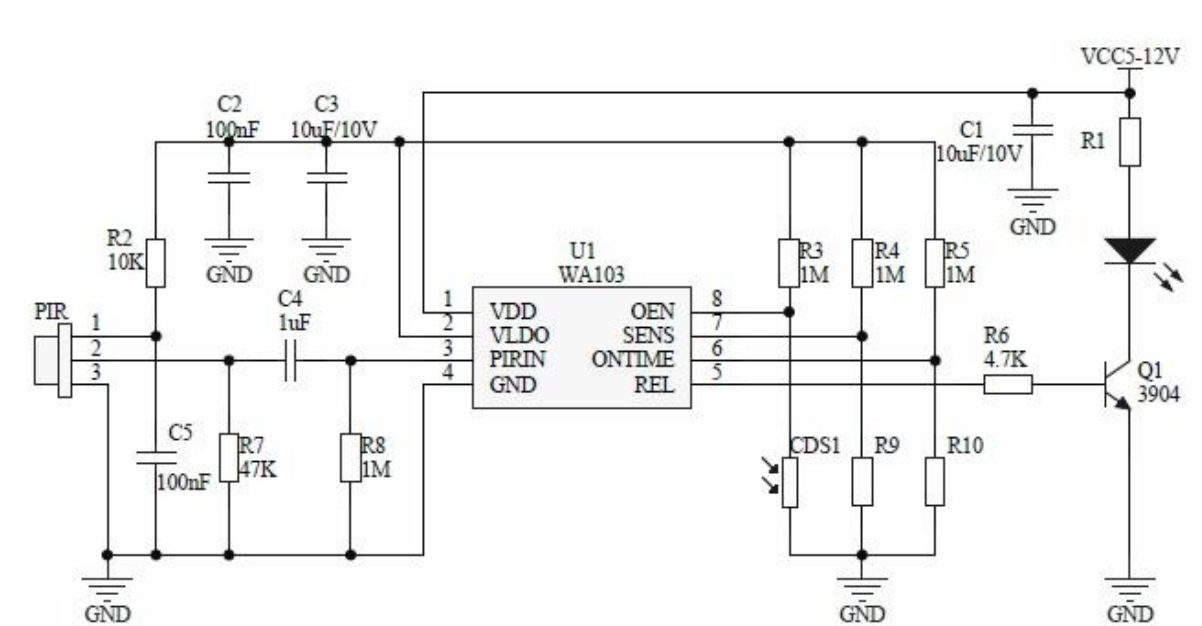 VCC5-12V
C2
100nF
C3
10uF/10V
C1
10uF/10V
R1
GND
R2
10K
GND
GND
U1
WA103
R3
1M
R4
1M
R5
1M
C4
1uF
PIR
1
2
3
1 VDD OEN 8
2 VLDO SENS 7
3 PIRIN ONTIME 6
4 GND REL 5
R6
4.7K
Q1
3904
C5
100nF
R7
47K
R8
1M
CDS1
R9
R10
GND
GND
GND